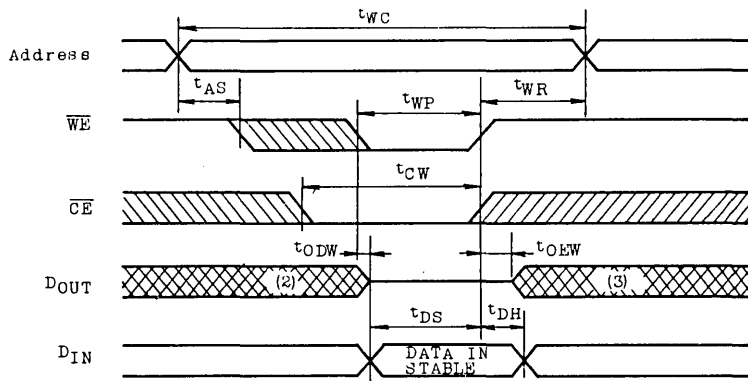 tWC
Address
tAS
tWP
tWR
WE
tCW
CE
tODW
tOEW
DOUT
(2)
(3)
tDS
tDH
DIN
DATA IN
STABLE